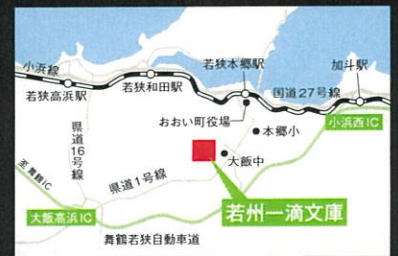 小浜線
若狭高浜駅
若狭和田駅
若狭本郷駅
加斗駅
国道27号線
おおい町役場
本郷小
小浜西IC
大飯中
県道16号線
至舞鶴IC
県道1号線
大飯高浜IC
若州一滴文庫
舞鶴若狭自動車道